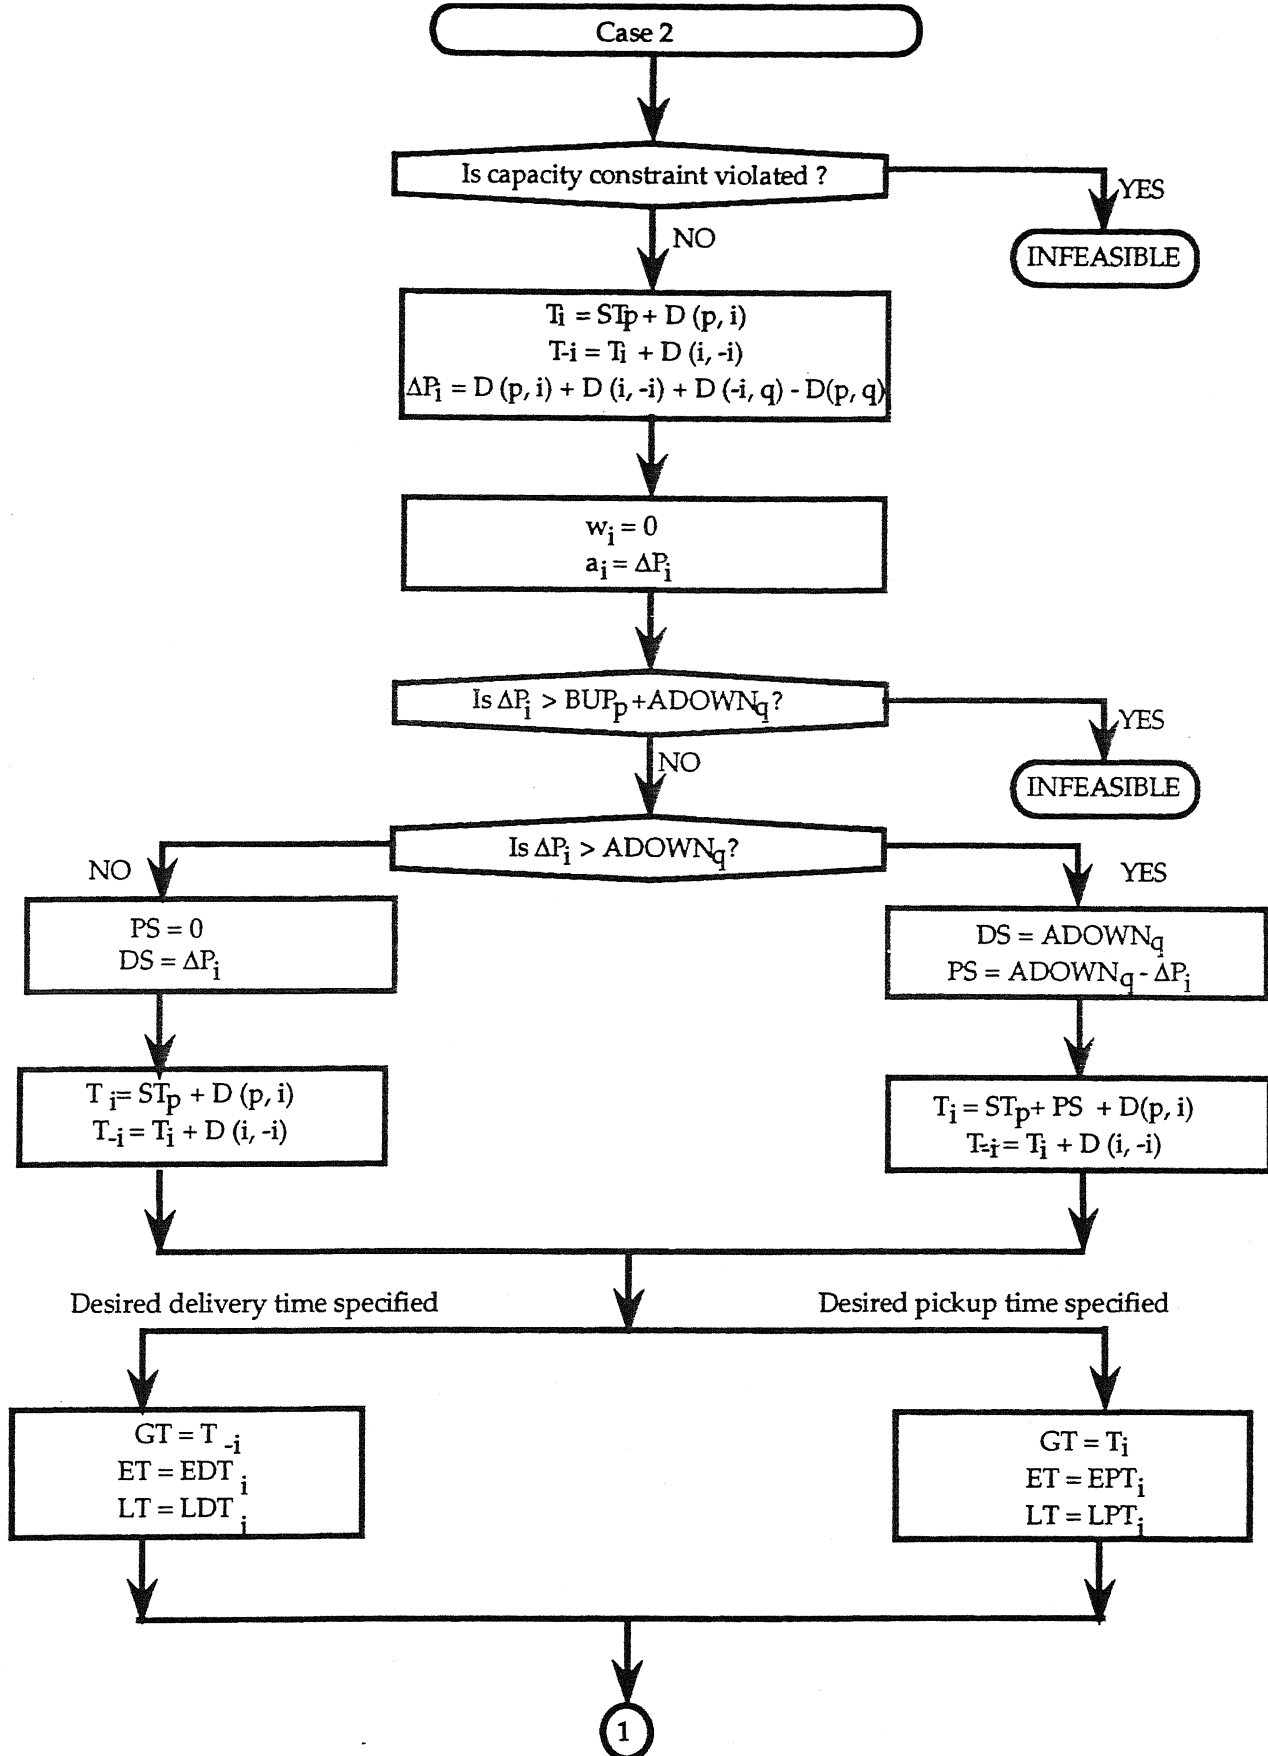 Case 2
Is capacity constraint violated ?
YES
NO
INFEASIBLE
Ti = STp + D (p, i)
T-i = Ti + D (i, -i)
ΔPi = D (p, i) + D (i, -i) + D (-i, q) - D(p, q)
wi = 0
ai = ΔPi
Is ΔPi > BUPp +ADOWNq?
YES
NO
INFEASIBLE
Is ΔPi > ADOWNq?
NO
YES
PS = 0
DS = ΔPi
DS = ADOWNq
PS = ADOWNq - ΔPi
T i= STp + D (p, i)
T-i = Ti + D (i, -i)
Ti = STp+ PS + D(p, i)
T-i = Ti + D (i, -i)
Desired delivery time specified
Desired pickup time specified
GT = T -i
ET = EDT i
LT = LDT i
GT = Ti
ET = EPTi
LT = LPTi
1